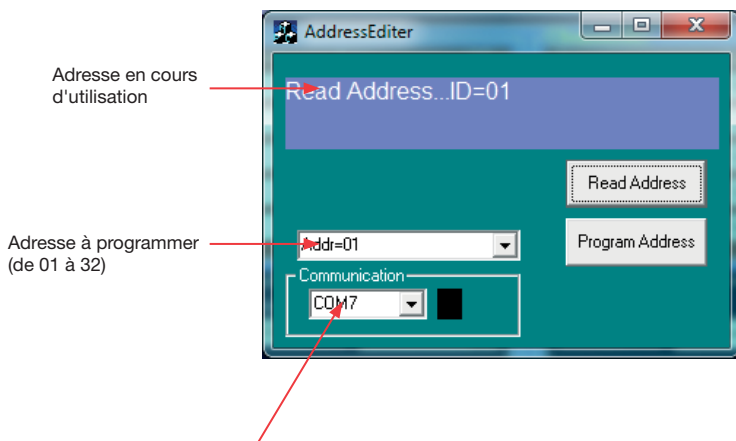 AddressEditer
Adresse en cours
d'utilisation
Read Address...ID=01
Read Address
Adresse à programmer
(de 01 à 32)
Addr=01
Program Address
Communication
COM7